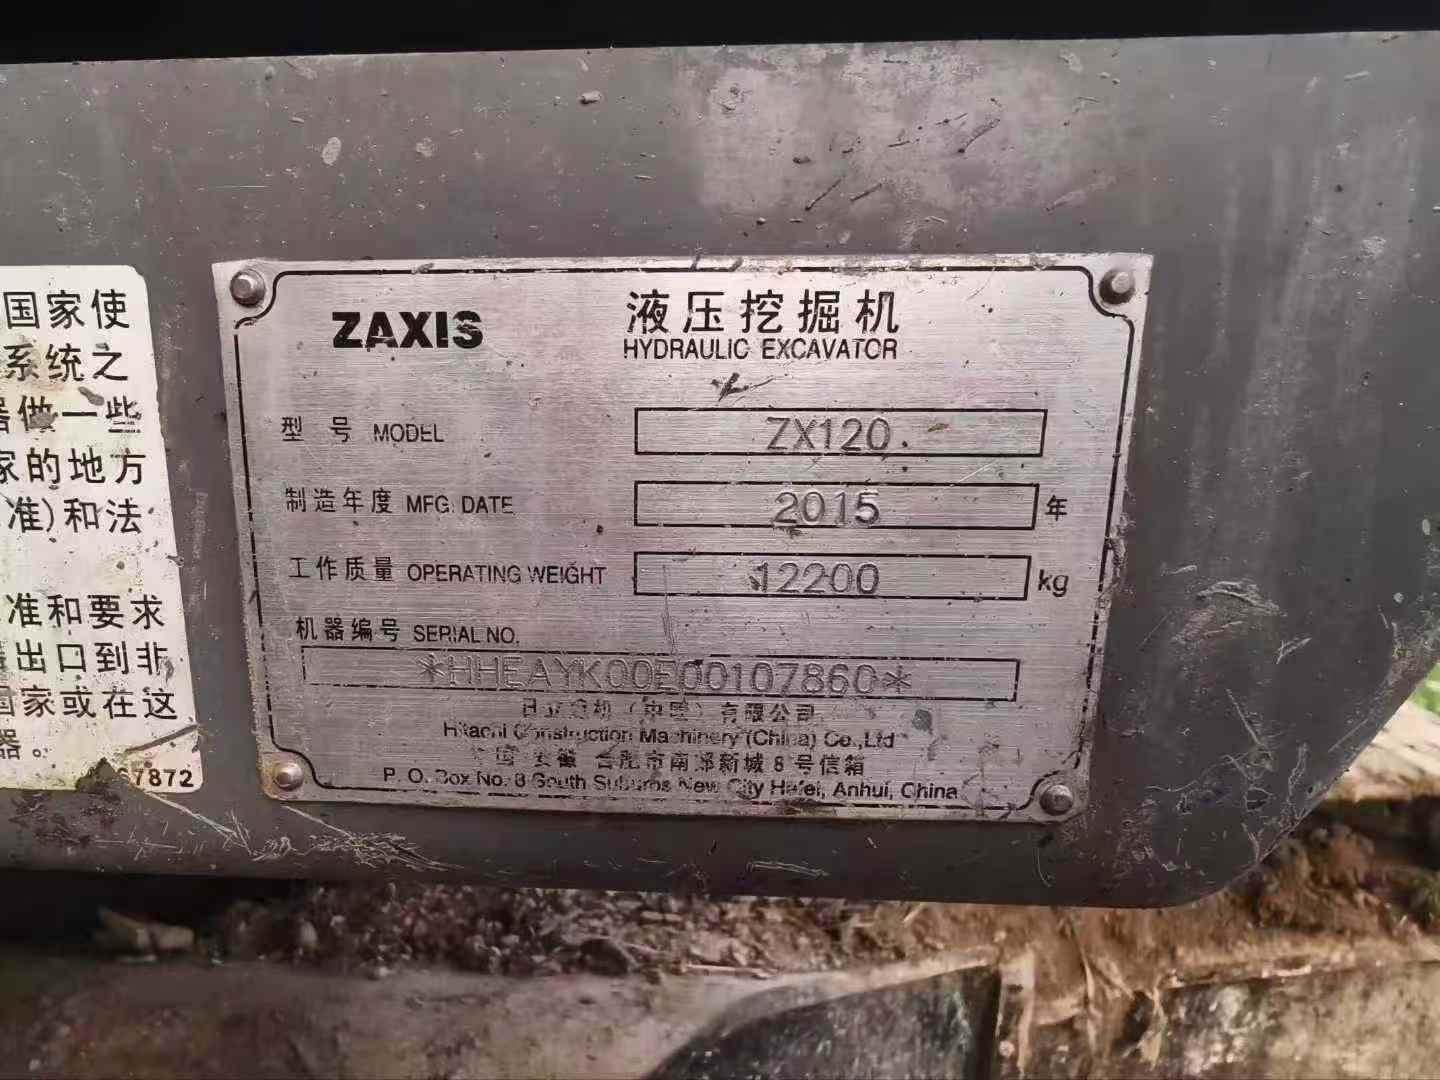 国家使
系统之
器做一些
家的地方
准)和法
准和要求
出口到非
国家或在这
器。
67872
ZAXIS
液压挖掘机
HYDRAULIC EXCAVATOR
型号 MODEL ZX120
制造年度 MFG. DATE 2015 年
工作质量 OPERATING WEIGHT 12200 kg
机器编号 SERIAL NO.
*HHEAYK00E00107860*
日立建机(中国)有限公司
Hitachi Construction Machinery (China) Co.,Ltd
中国 安徽 合肥市南郊新城8号信箱
P. O. Box No. 8 South Suburbs New City Hefei, Anhui, China